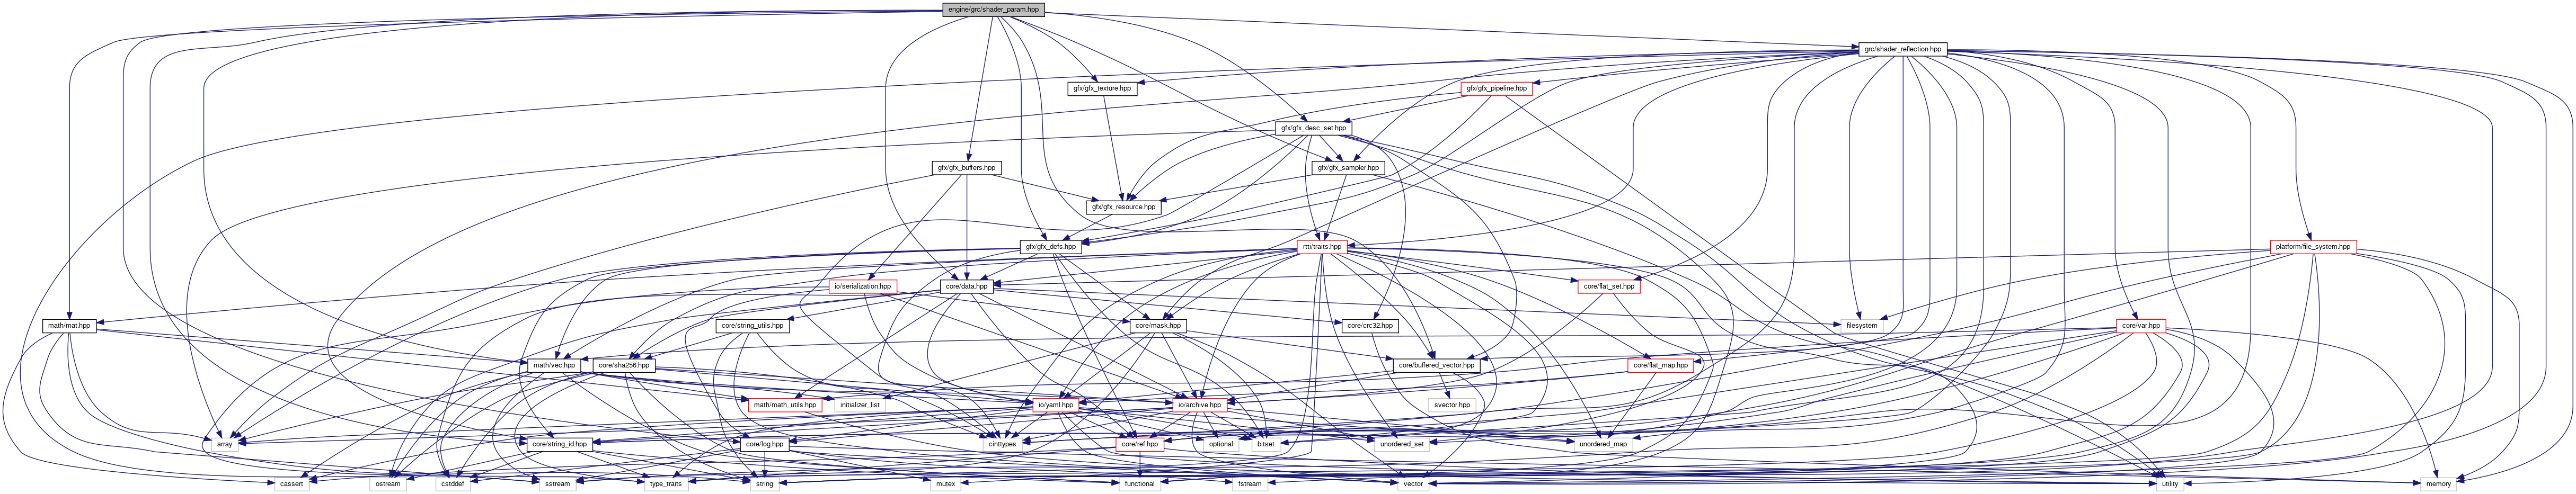 engine/grc/shader_param.hpp
grc/shader_reflection.hpp
gfx/gfx_texture.hpp
gfx/gfx_pipeline.hpp
gfx/gfx_desc_set.hpp
gfx/gfx_buffers.hpp
gfx/gfx_sampler.hpp
gfx/gfx_resource.hpp
gfx/gfx_defs.hpp
rtti/traits.hpp
platform/file_system.hpp
io/serialization.hpp
core/data.hpp
core/flat_set.hpp
math/mat.hpp
core/string_utils.hpp
core/mask.hpp
core/crc32.hpp
filesystem
core/var.hpp
math/vec.hpp
core/sha256.hpp
core/buffered_vector.hpp
core/flat_map.hpp
math/math_utils.hpp
initializer_list
io/yaml.hpp
io/archive.hpp
svector.hpp
array
core/string_id.hpp
core/log.hpp
cinttypes
core/ref.hpp
optional
bitset
unordered_set
unordered_map
cassert
ostream
cstddef
sstream
type_traits
string
mutex
functional
fstream
vector
utility
memory